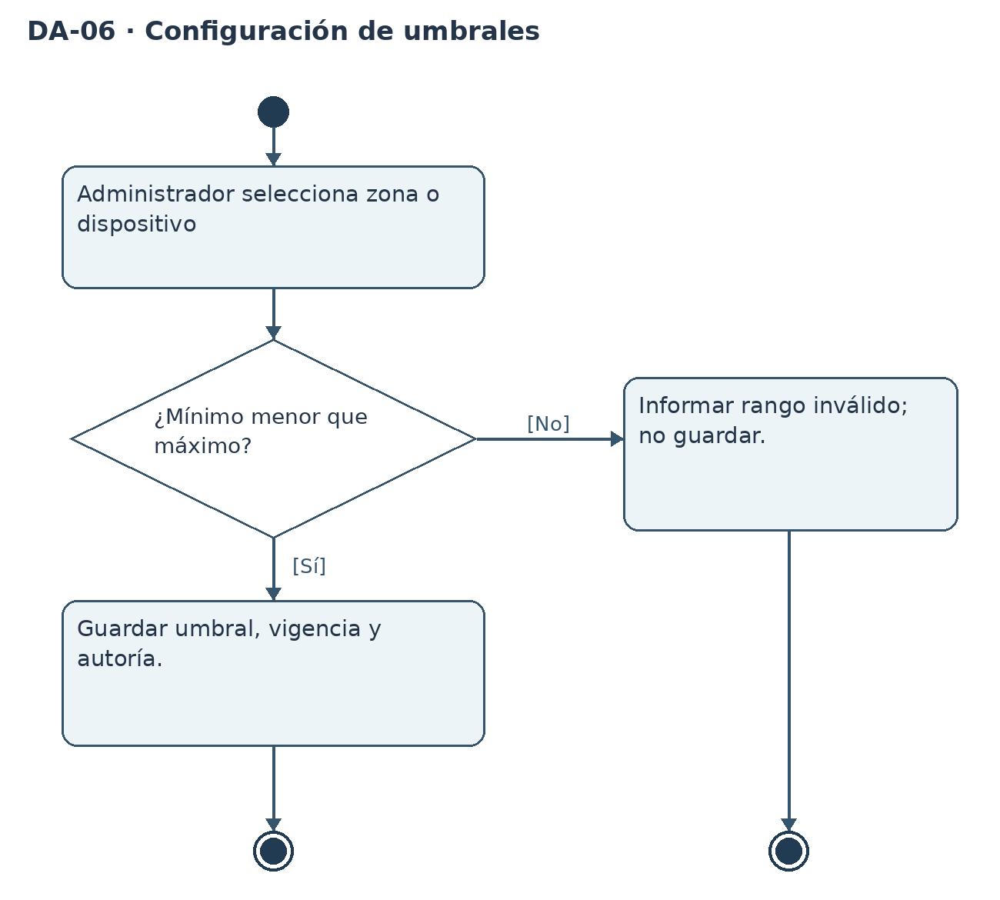 DA-06 · Configuración de umbrales
Administrador selecciona zona o
dispositivo
¿Mínimo menor que
máximo?
[No]
Informar rango inválido;
no guardar.
[Sí]
Guardar umbral, vigencia y
autoría.